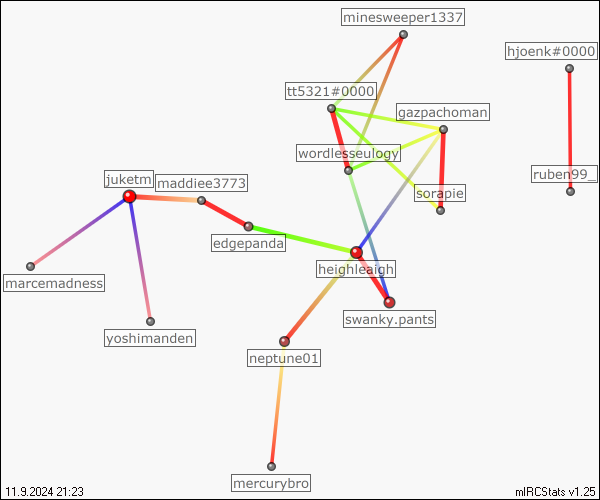 minesweeper1337
hjoenk#0000
tt5321#0000
gazpachoman
wordlesseulogy
juketm
maddiee3773
ruben99_
sorapie
edgepanda
heighleaigh
marcemadness
swanky.pants
yoshimanden
neptune01
mercurybro
11.9.2024 21:23
mIRCStats v1.25